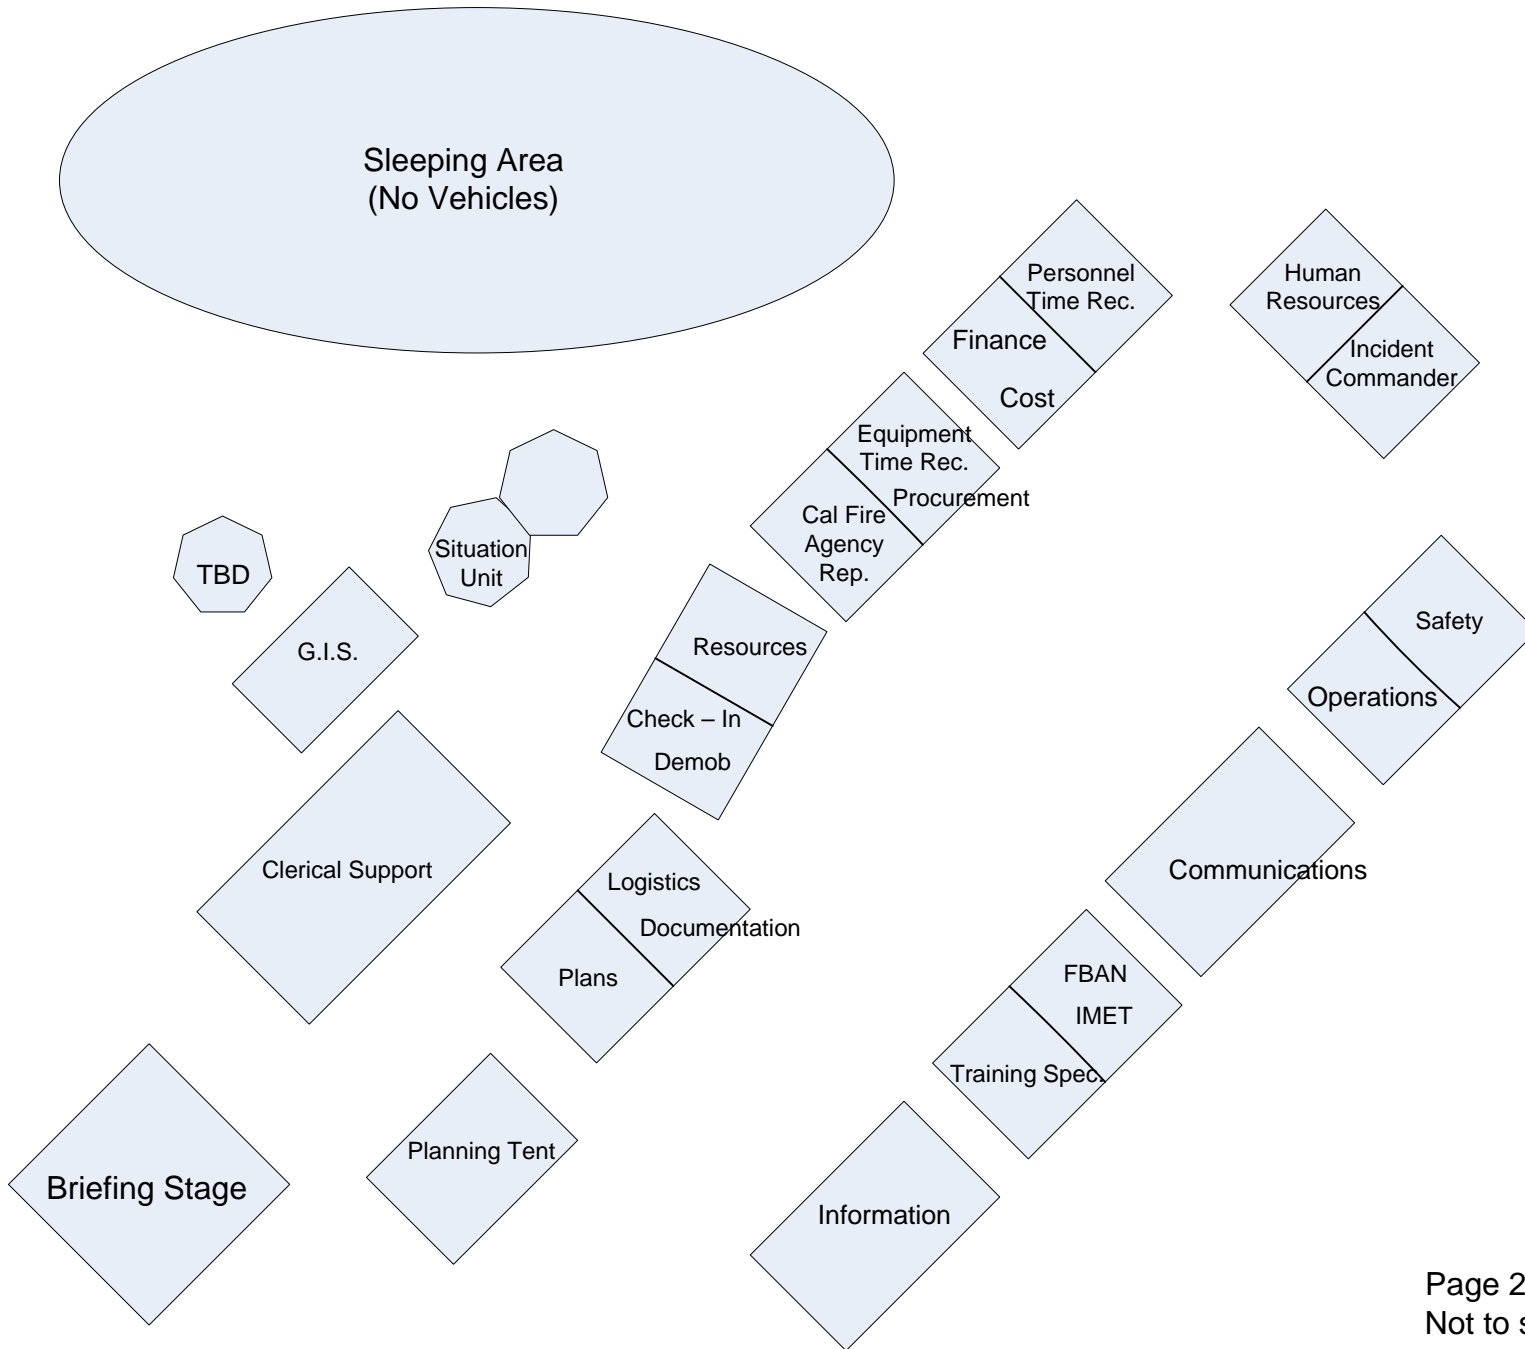 Sleeping Area
(No Vehicles)
Personnel
Time Rec.
Human
Resources
Finance
Incident
Commander
Cost
Equipment
Time Rec.
Procurement
Cal Fire
Agency
Rep.
Situation
Unit
TBD
G.I.S.
Resources
Safety
Operations
Check – In
Demob
Clerical Support
Communications
Logistics
Documentation
Plans
FBAN
IMET
Training Spec.
Planning Tent
Briefing Stage
Information
Page 2
Not to